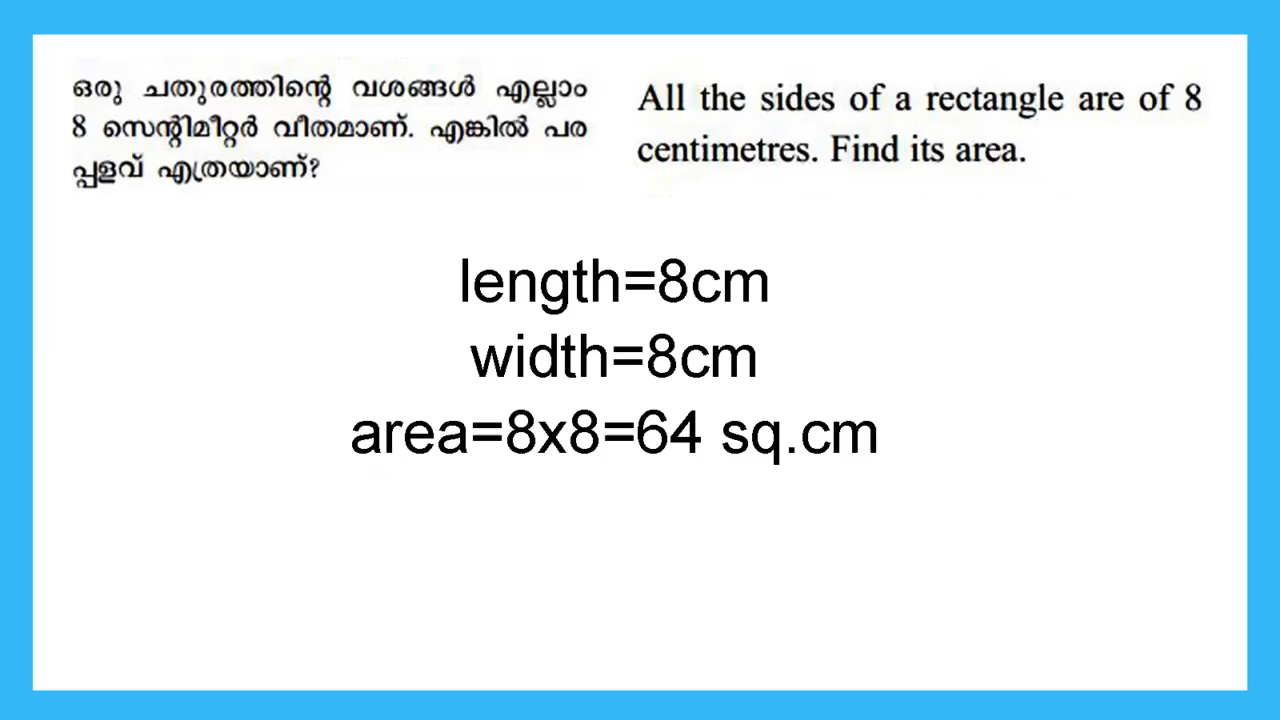 ഒരു ചതുരത്തിന്റെ വശങ്ങൾ എല്ലാം
8 സെന്റിമീറ്റർ വീതമാണ്. എങ്കിൽ പര
പ്പളവ് എത്രയാണ്?
All the sides of a rectangle are of 8
centimetres. Find its area.
length=8cm
width=8cm
area=8x8=64 sq.cm